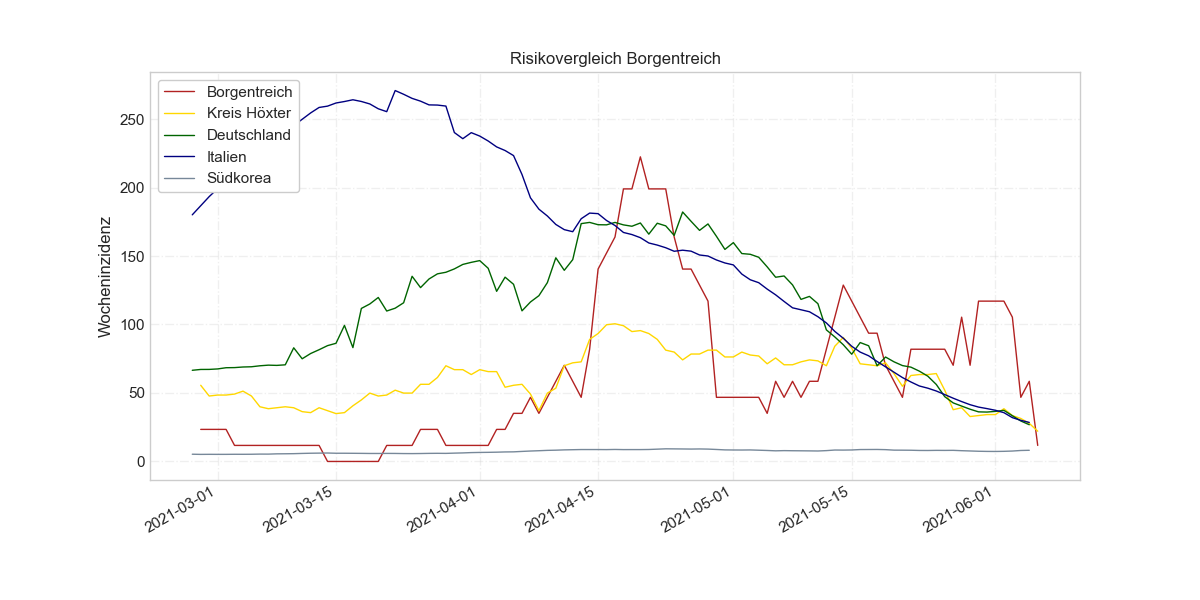 Risikovergleich Borgentreich
Borgentreich
Kreis Höxter
Deutschland
Italien
Südkorea
Wocheninzidenz
250
200
150
100
50
0
2021-03-01
2021-03-15
2021-04-01
2021-04-15
2021-05-01
2021-05-15
2021-06-01